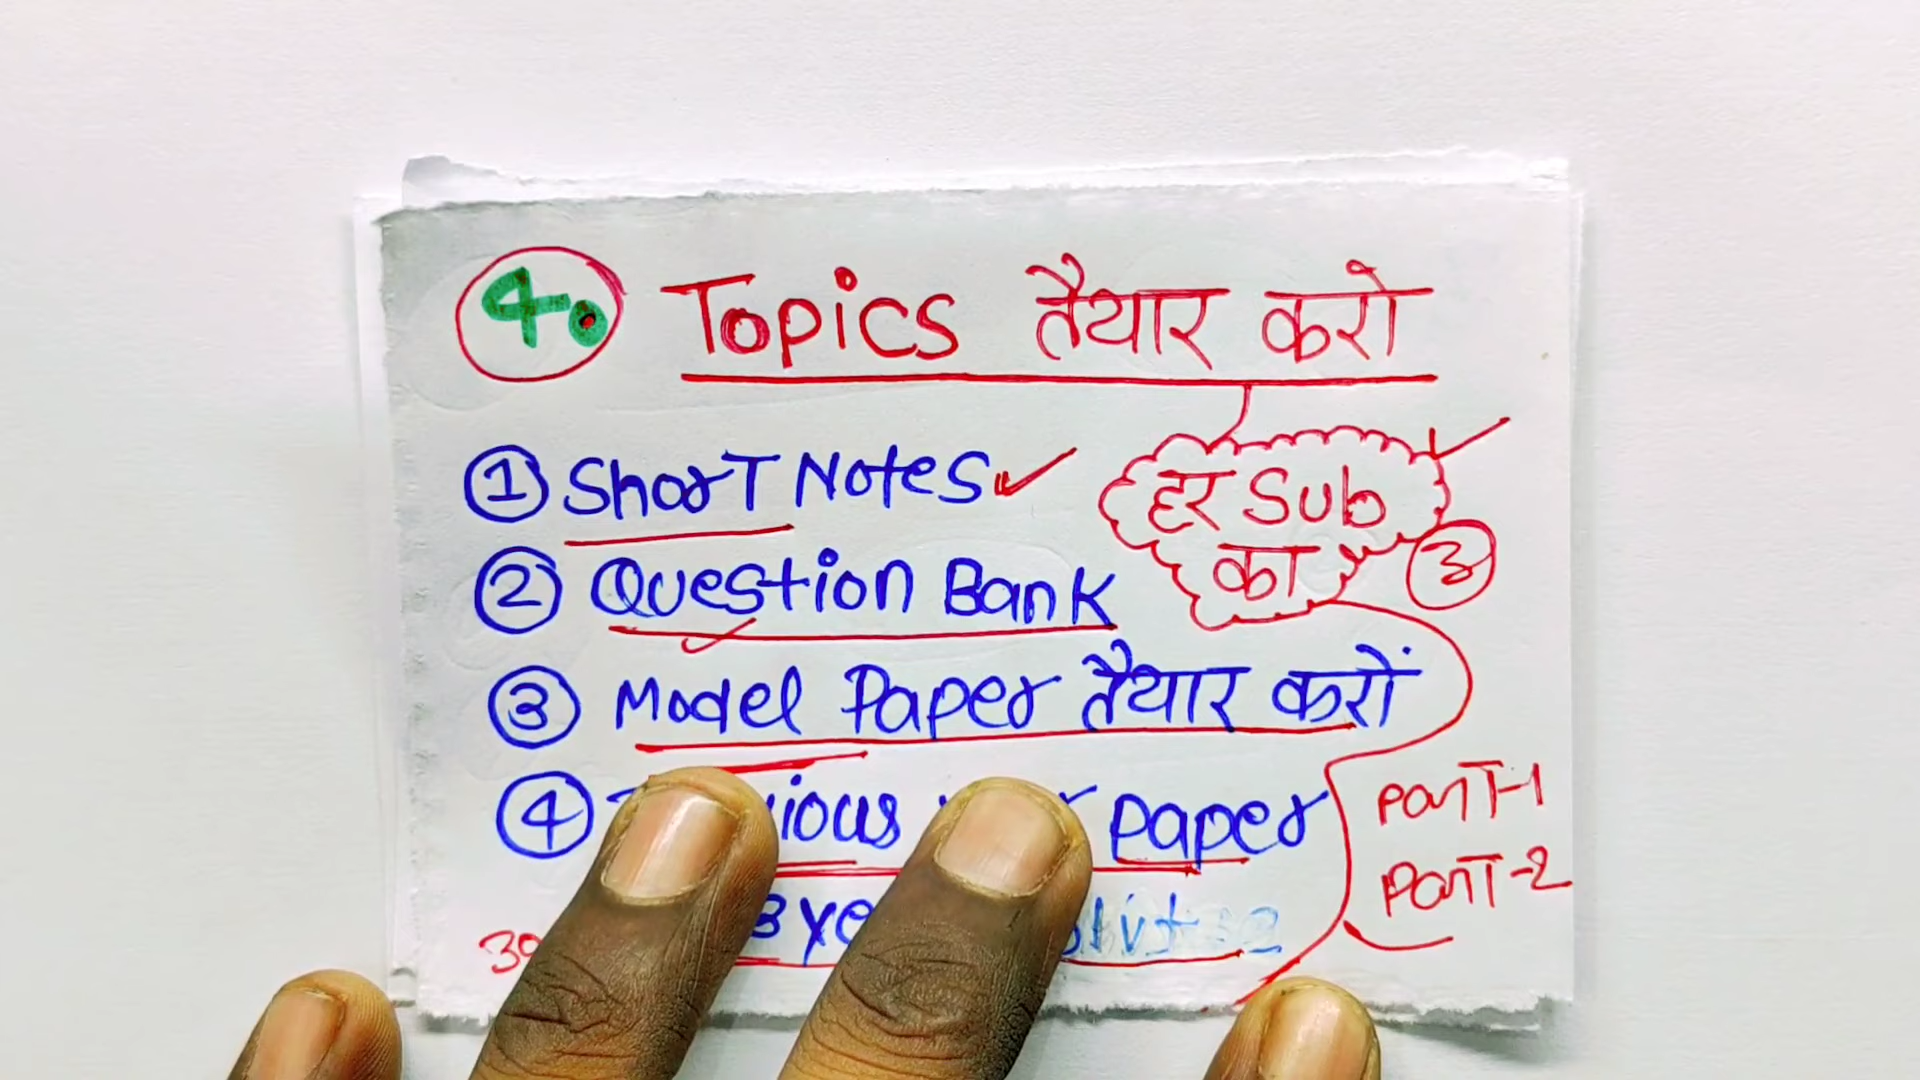 4. Topics तैयार करो
① Short Notes
हर Sub
का
3
② Question Bank
③ Model Paper तैयार करों
④ Paper
Part-1
Part-2